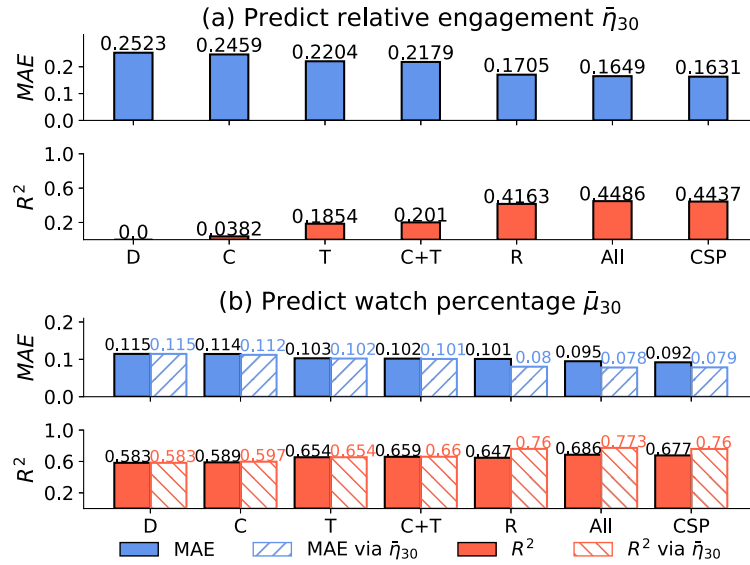 (a) Predict relative engagement η̄30
MAE
0.2
0.1
0.0
0.2523 0.2459 0.2204 0.2179 0.1705 0.1649 0.1631
R²
1.0
0.6
0.2
0.0 0.0382 0.1854 0.201 0.4163 0.4486 0.4437
D C T C+T R All CSP
(b) Predict watch percentage μ̄30
MAE
0.2
0.1
0.0
0.115 0.115 0.114 0.112 0.103 0.102 0.102 0.101 0.101 0.08 0.095 0.078 0.092 0.079
R²
1.0
0.6
0.2
0.583 0.583 0.589 0.597 0.654 0.654 0.659 0.66 0.647 0.76 0.686 0.773 0.677 0.76
D C T C+T R All CSP
MAE MAE via η̄30 R² R² via η̄30